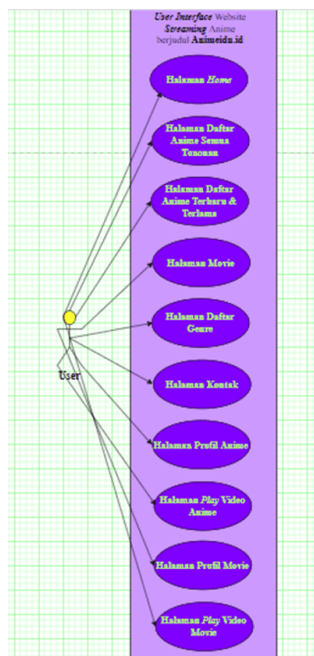 User Interface Website
Streaming Anime
berjudul Animeidu.id
Halaman Home
Halaman Daftar
Anime Semua
Tontonan
Halaman Daftar
Anime Terbaru &
Terlama
Halaman Movie
Halaman Daftar
Genre
Halaman Kontak
Halaman Profil Anime
Halaman Play Video
Anime
Halaman Profil Movie
Halaman Play Video
Movie
User